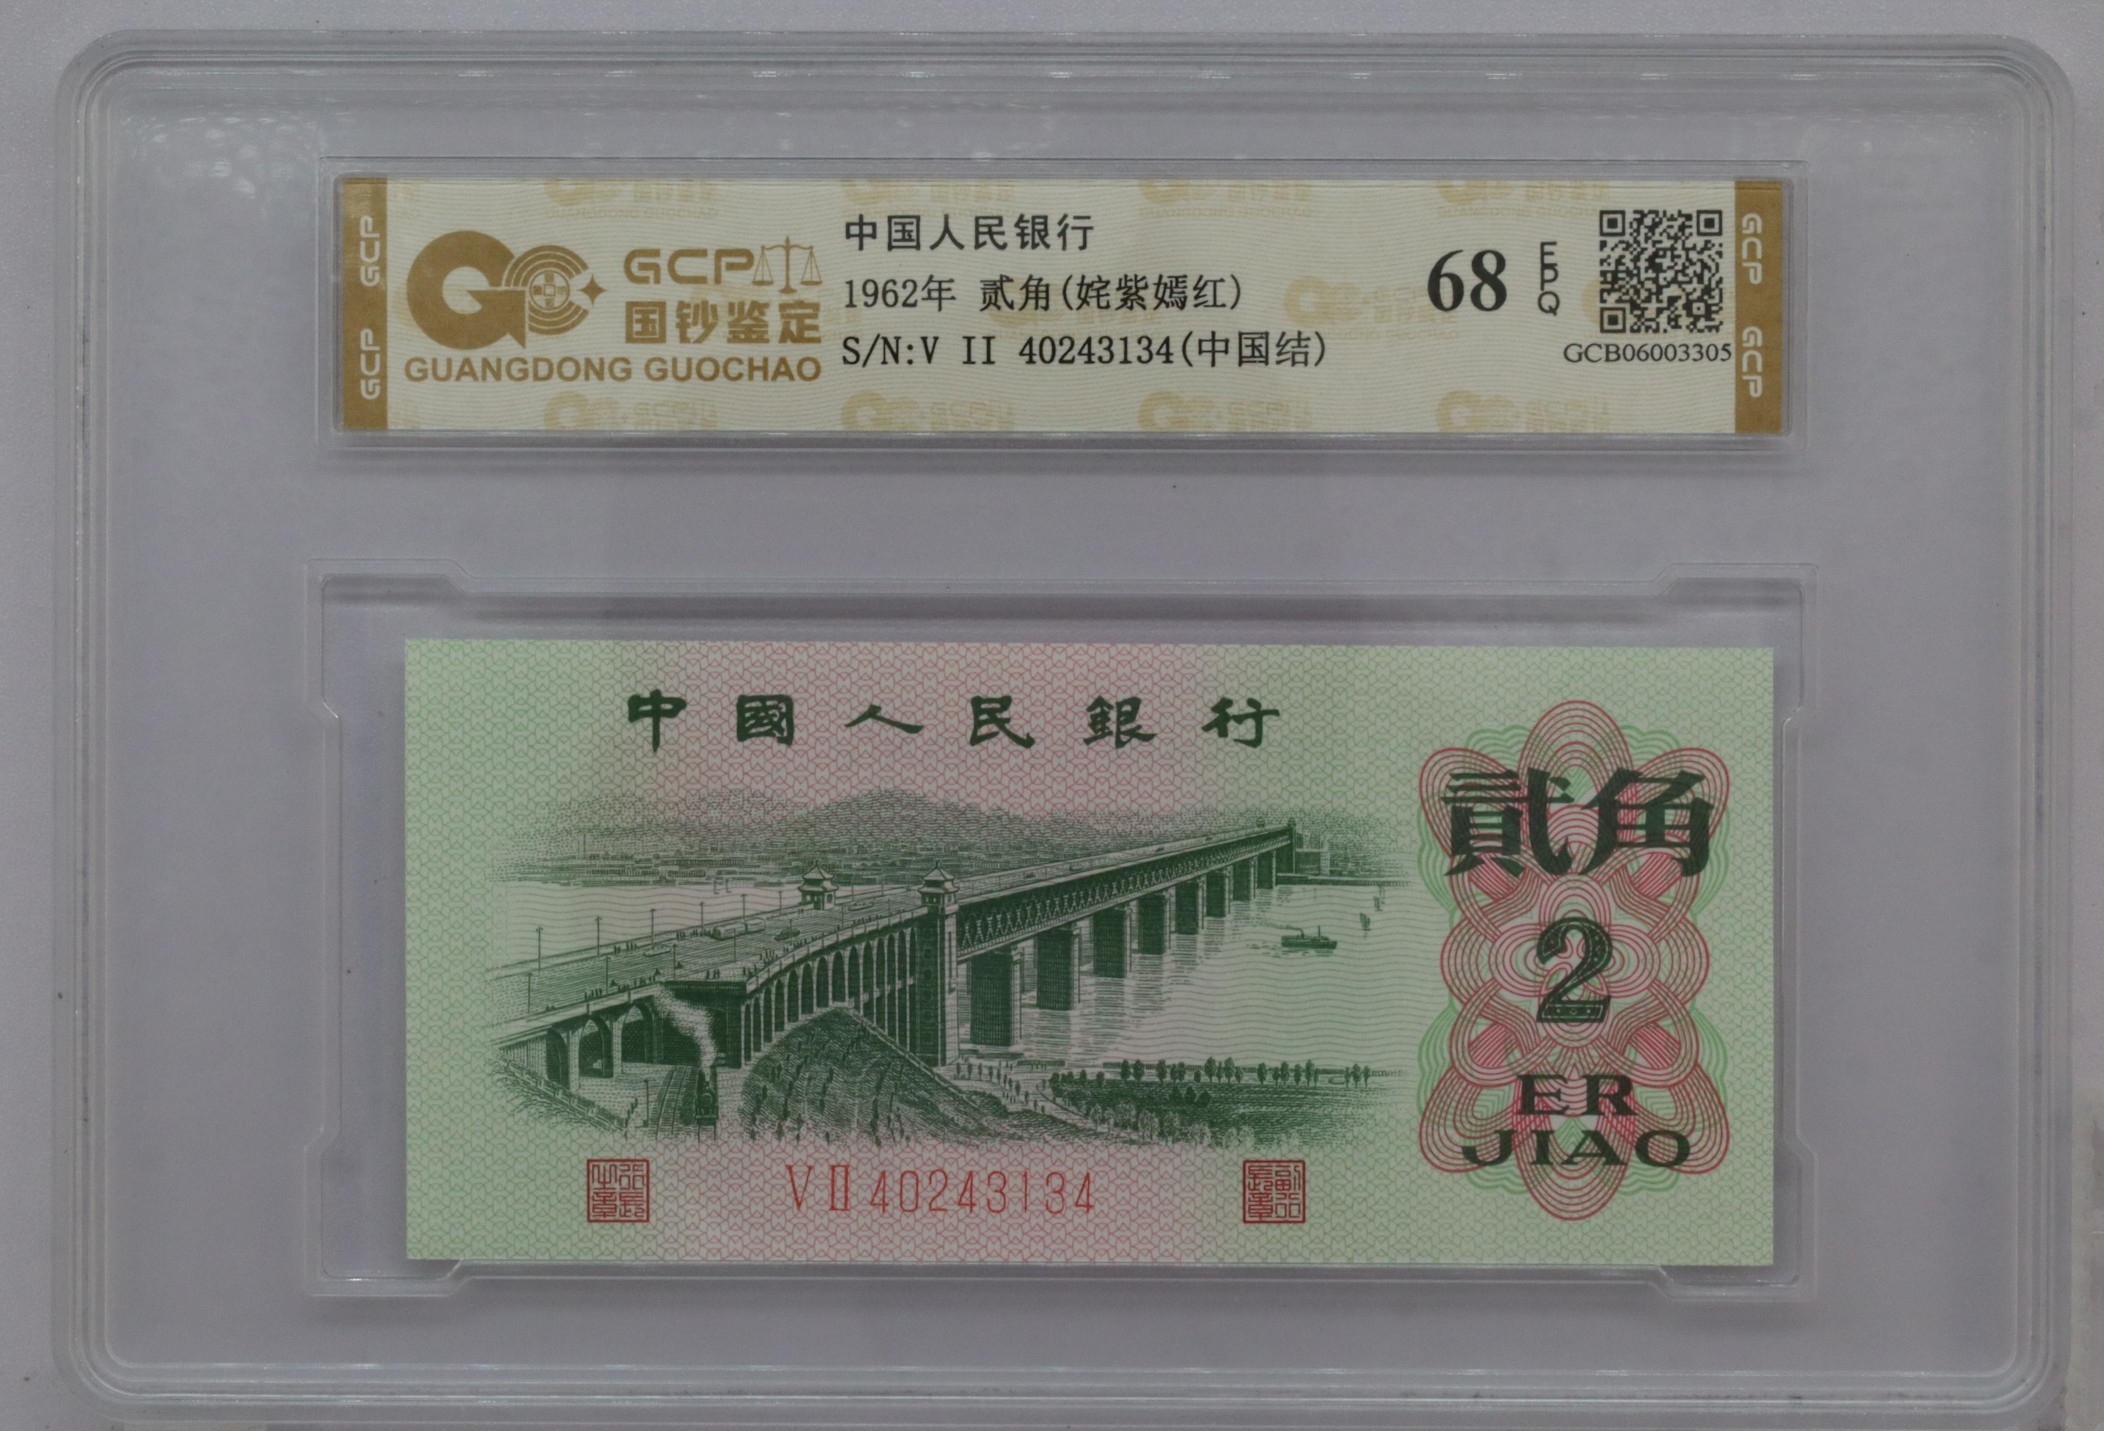 GCP GCP
GCP
国钞鉴定
GUANGDONG GUOCHAO
中国人民银行
1962年 贰角(姹紫嫣红)
S/N:V II 40243134(中国结)
68
EPQ
GCB06003305
GCP GCP
中國人民銀行
貳角
2
ER
JIAO
VⅡ40243134